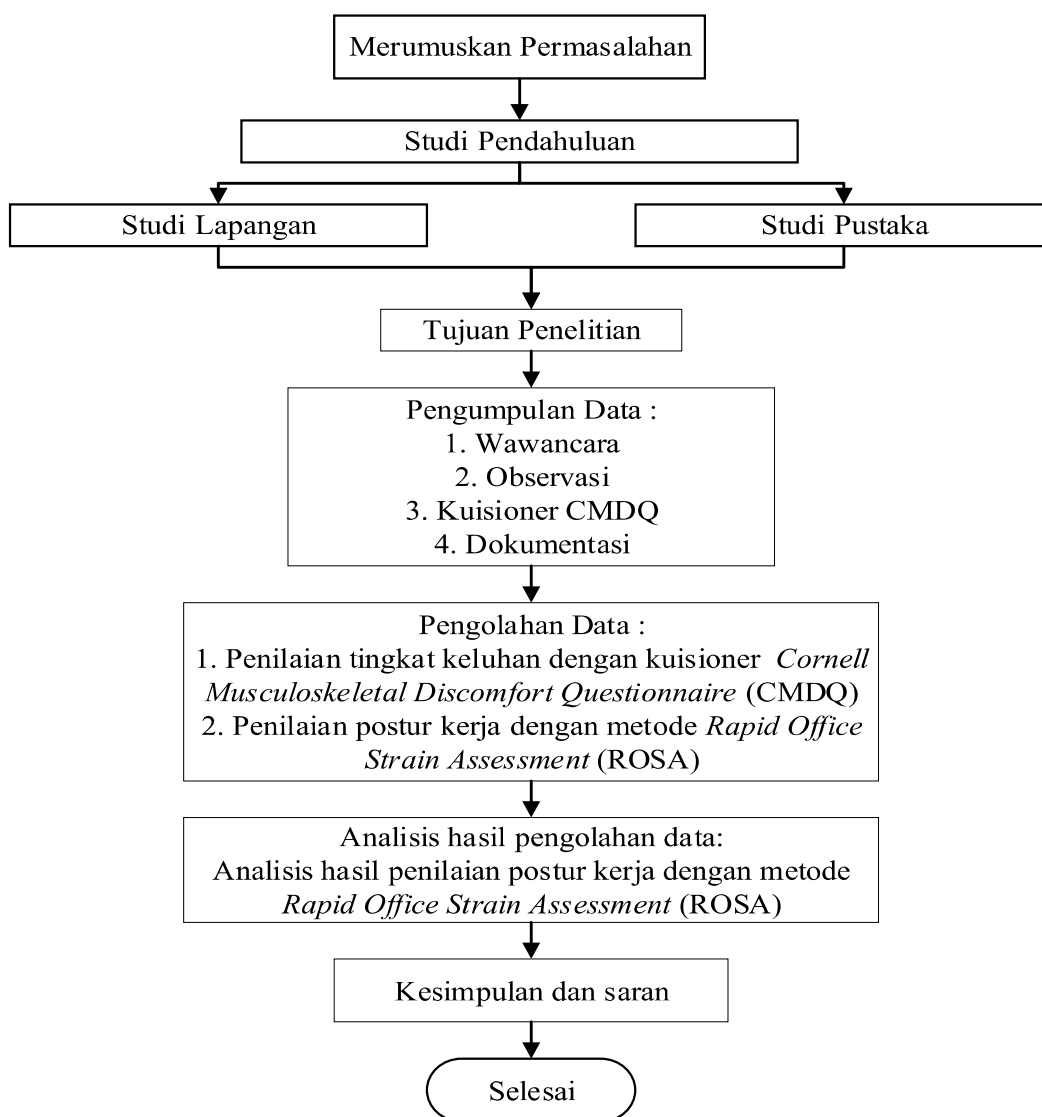 Merumuskan Permasalahan
Studi Pendahuluan
Studi Lapangan
Studi Pustaka
Tujuan Penelitian
Pengumpulan Data :
1. Wawancara
2. Observasi
3. Kuisioner CMDQ
4. Dokumentasi
Pengolahan Data :
1. Penilaian tingkat keluhan dengan kuisioner Cornell
Musculoskeletal Discomfort Questionnaire (CMDQ)
2. Penilaian postur kerja dengan metode Rapid Office
Strain Assessment (ROSA)
Analisis hasil pengolahan data:
Analisis hasil penilaian postur kerja dengan metode
Rapid Office Strain Assessment (ROSA)
Kesimpulan dan saran
Selesai